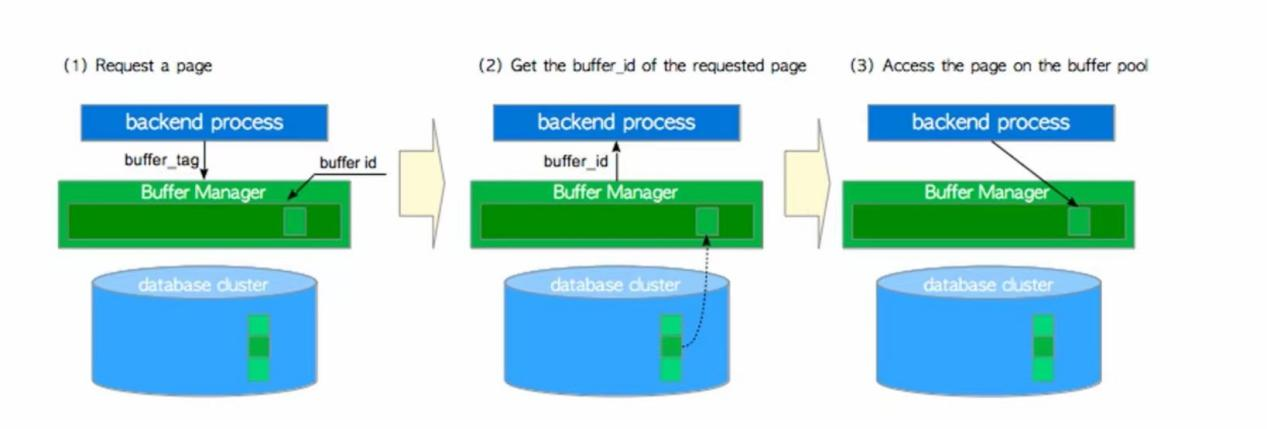 (1) Request a page
backend process
buffer_tag
buffer id
Buffer Manager
database cluster
(2) Get the buffer_id of the requested page
backend process
buffer_id
Buffer Manager
database cluster
(3) Access the page on the buffer pool
backend process
Buffer Manager
database cluster